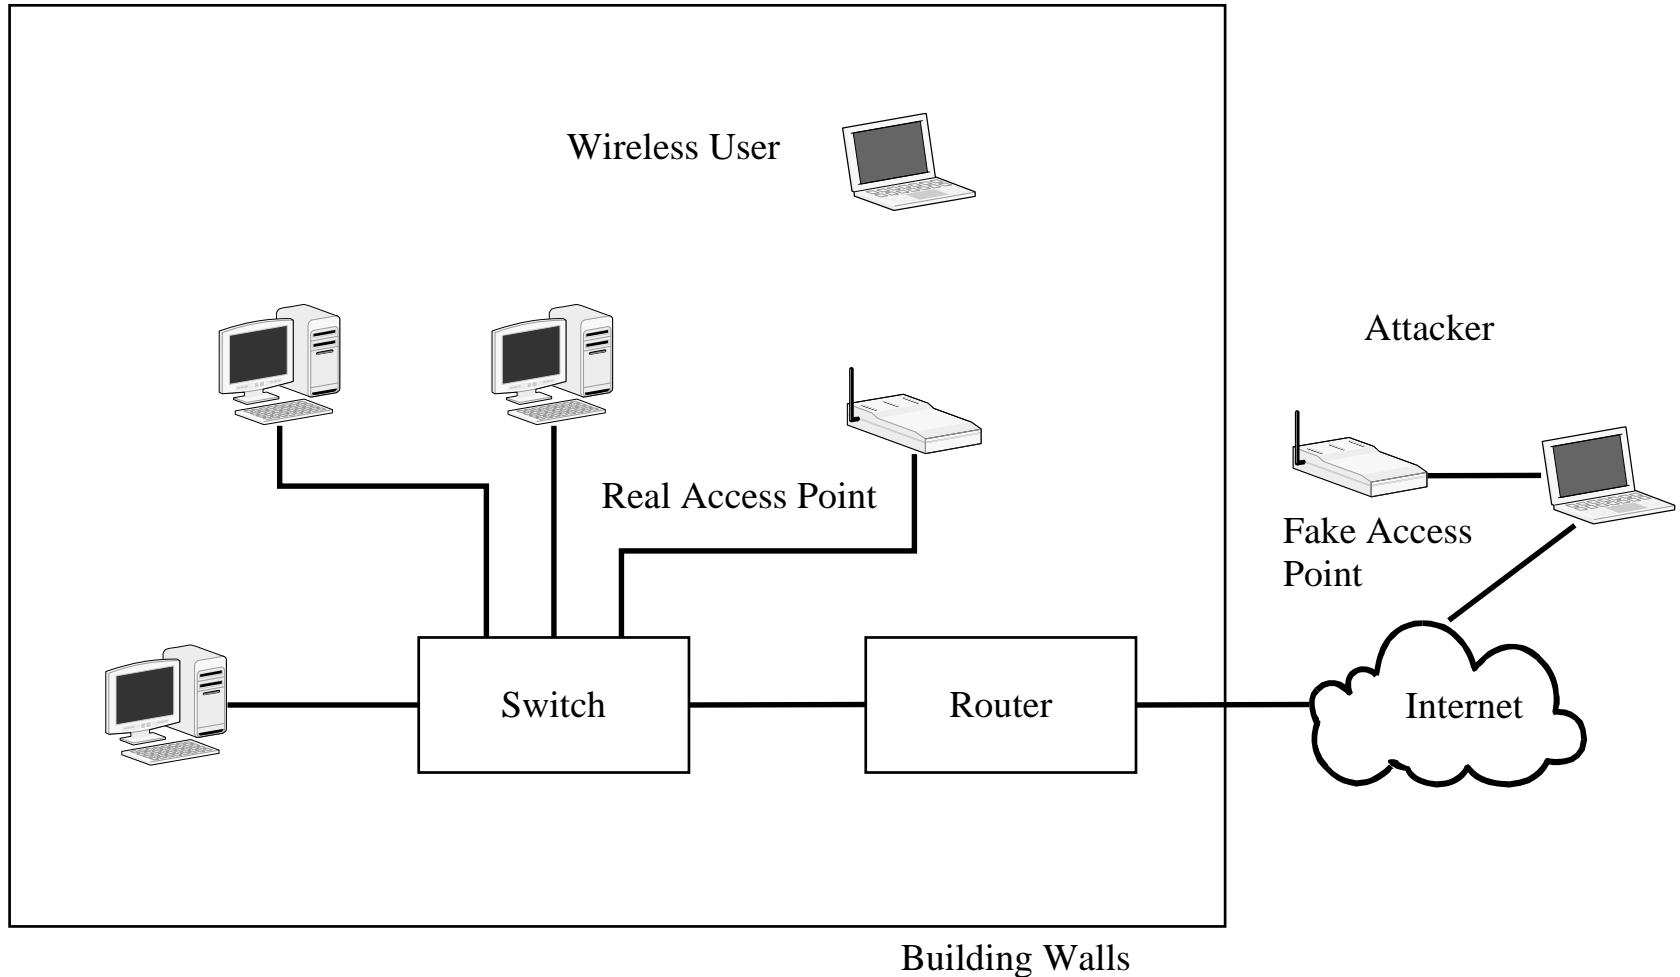 Wireless User
Attacker
Real Access Point
Fake Access
Point
Switch
Router
Internet
Building Walls